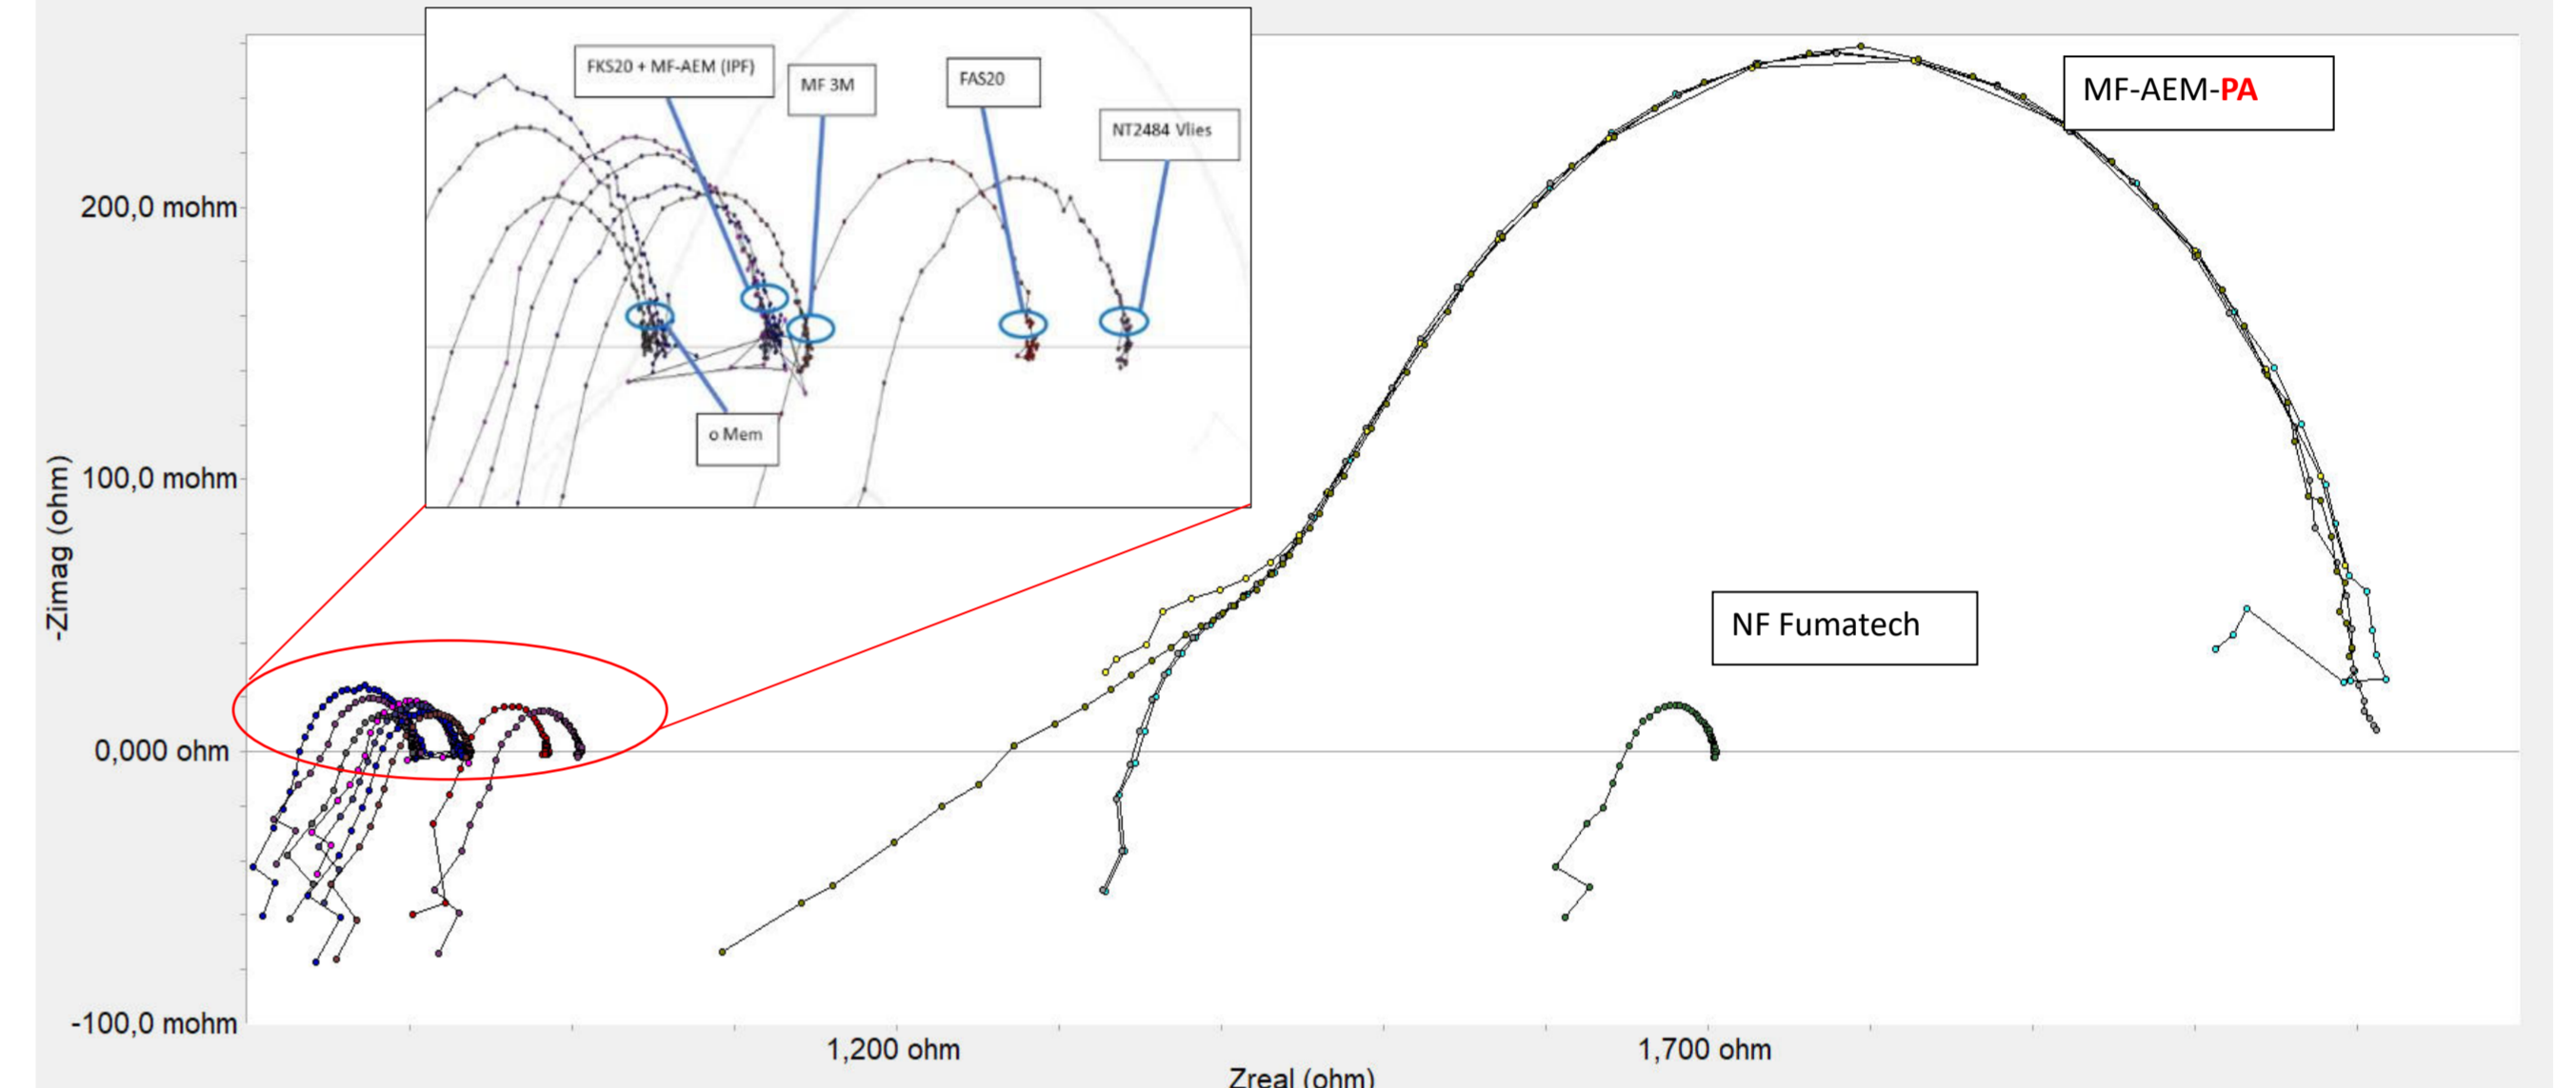 FKS20 + MF-AEM (IPF)
MF 3M
FAS20
NT2484 Vlies
o Mem
MF-AEM-PA
NF Fumatech
200,0 mohm
100,0 mohm
0,000 ohm
-100,0 mohm
-Zimag (ohm)
1,200 ohm
1,700 ohm
Zreal (ohm)